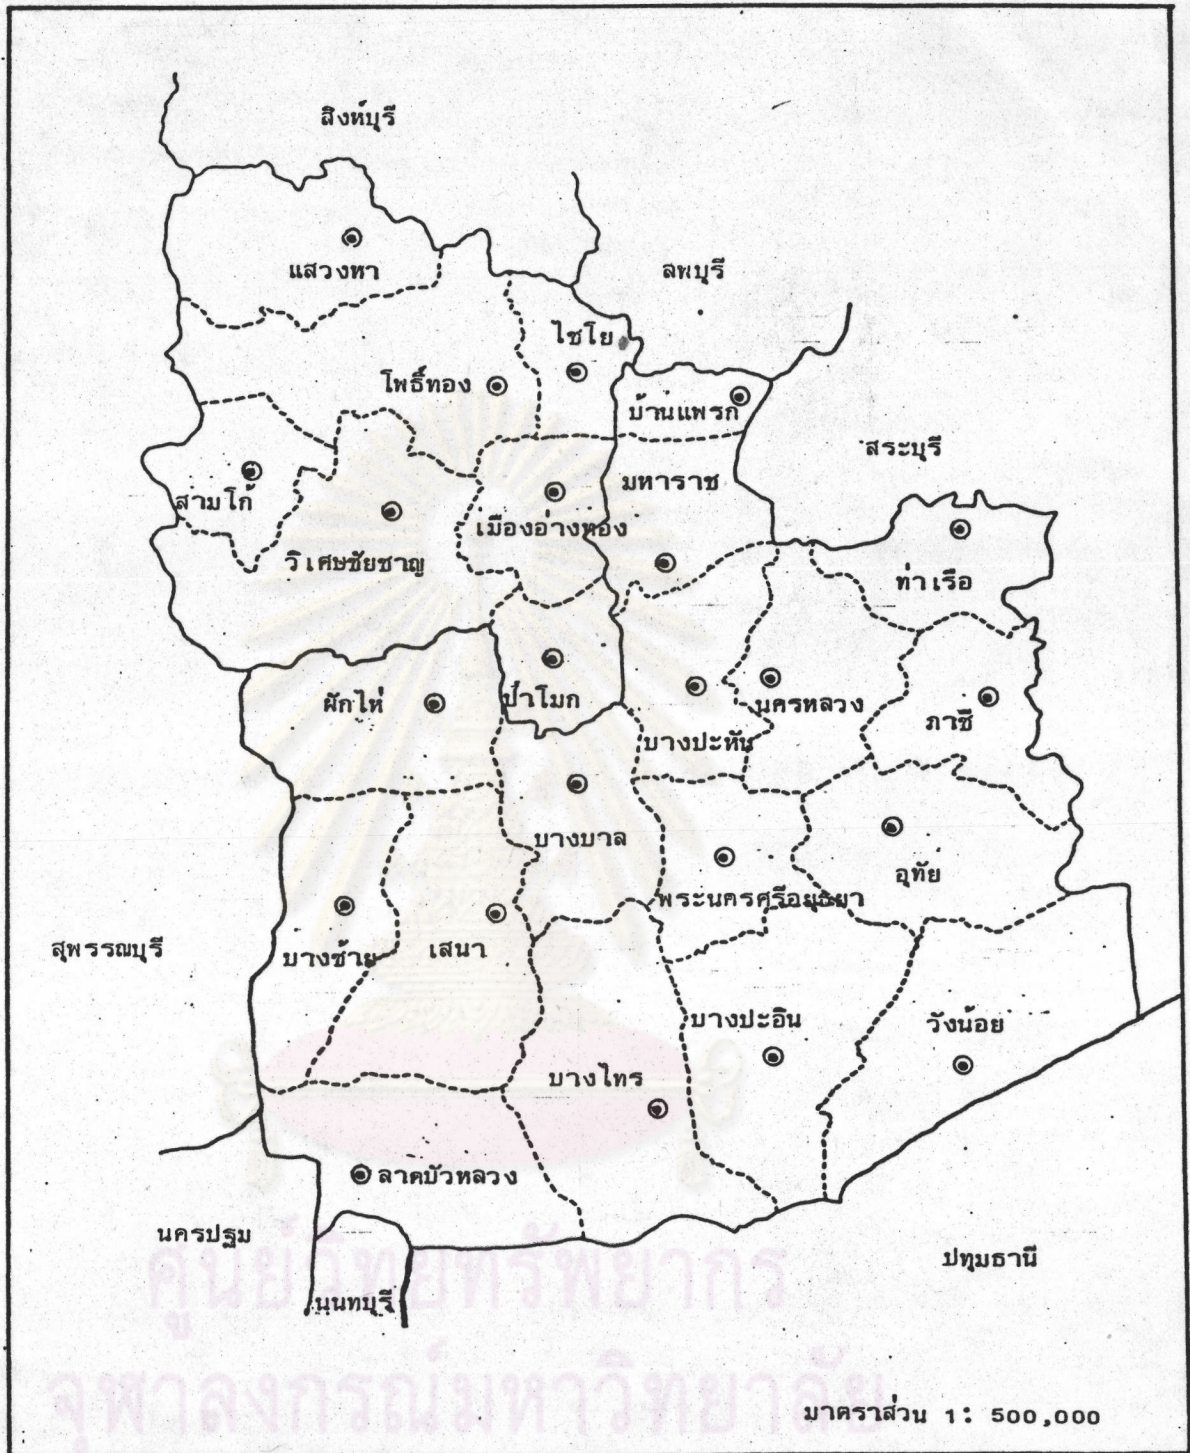 สิงห์บุรี
แสวงหา
ลพบุรี
ไชโย
โพธิ์ทอง
บ้านแพรก
สระบุรี
สามโก้
มหาราช
เมืองอ่างทอง
วิเศษชัยชาญ
ท่าเรือ
ผักไห่
ป่าโมก
นครหลวง
ภาชี
บางปะหัน
บางบาล
อุทัย
พระนครศรีอยุธยา
สุพรรณบุรี
บางซ้าย
เสนา
บางปะอิน
วังน้อย
บางไทร
ลาดบัวหลวง
นครปฐม
ปทุมธานี
นนทบุรี
ศูนย์วิทยทรัพยากร
จุฬาลงกรณ์มหาวิทยาลัย
มาตราส่วน 1: 500,000